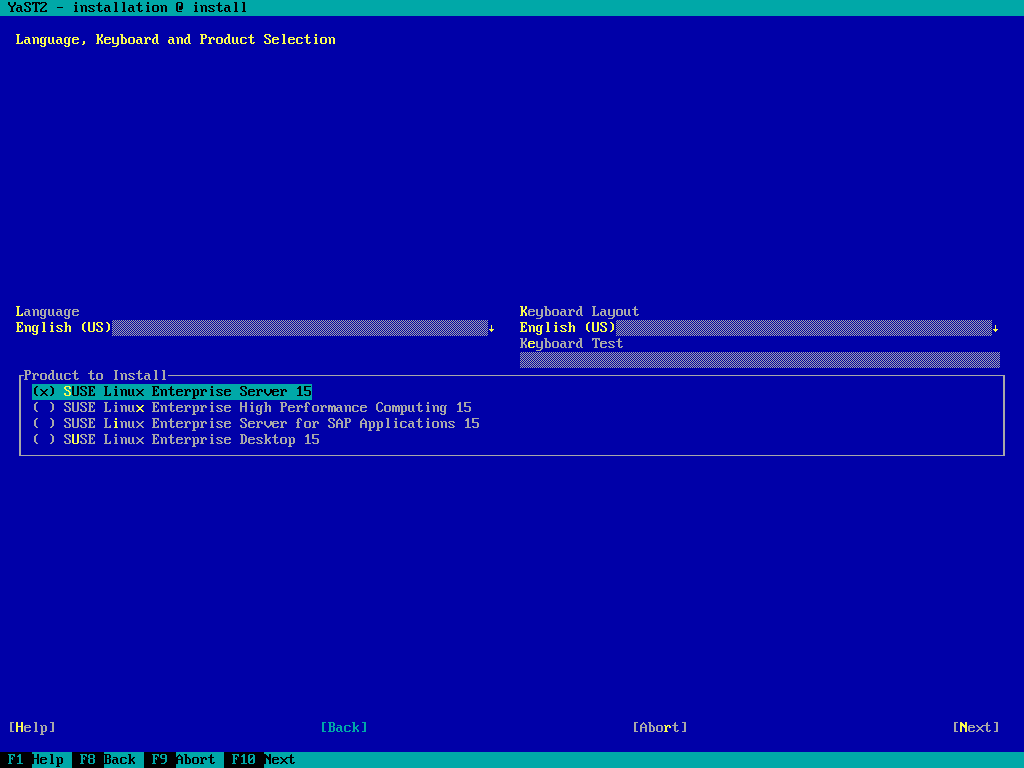 YaST2 - installation @ install
Language, Keyboard and Product Selection
Language
English (US)↓
Keyboard Layout
English (US)↓
Keyboard Test
Product to Install
(x) SUSE Linux Enterprise Server 15
( ) SUSE Linux Enterprise High Performance Computing 15
( ) SUSE Linux Enterprise Server for SAP Applications 15
( ) SUSE Linux Enterprise Desktop 15
[Help] [Back] [Abort] [Next]
F1 Help F8 Back F9 Abort F10 Next